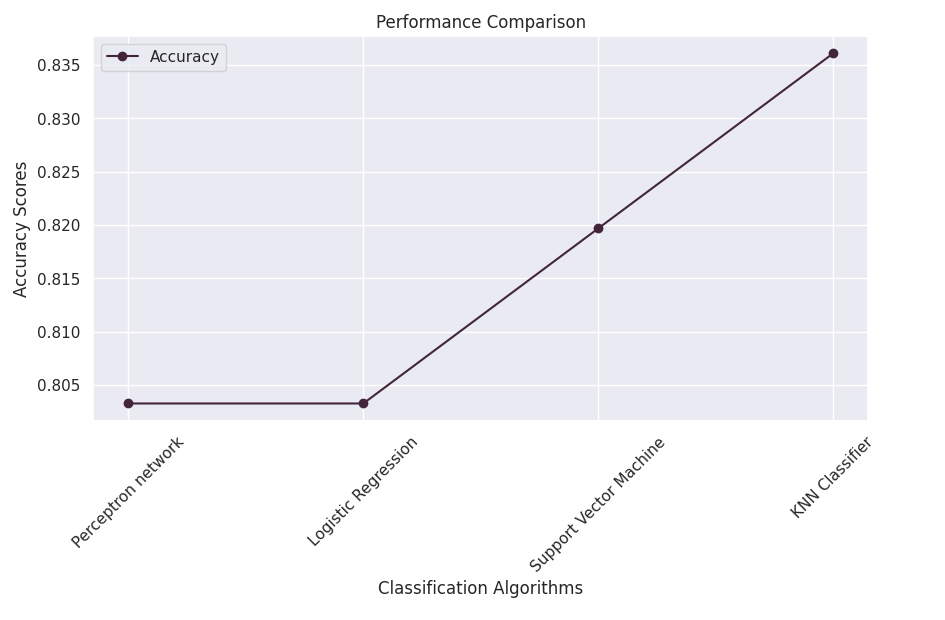 Performance Comparison
Accuracy
0.835
0.830
0.825
0.820
0.815
0.810
0.805
Accuracy Scores
Perceptron network
Logistic Regression
Support Vector Machine
KNN Classifier
Classification Algorithms